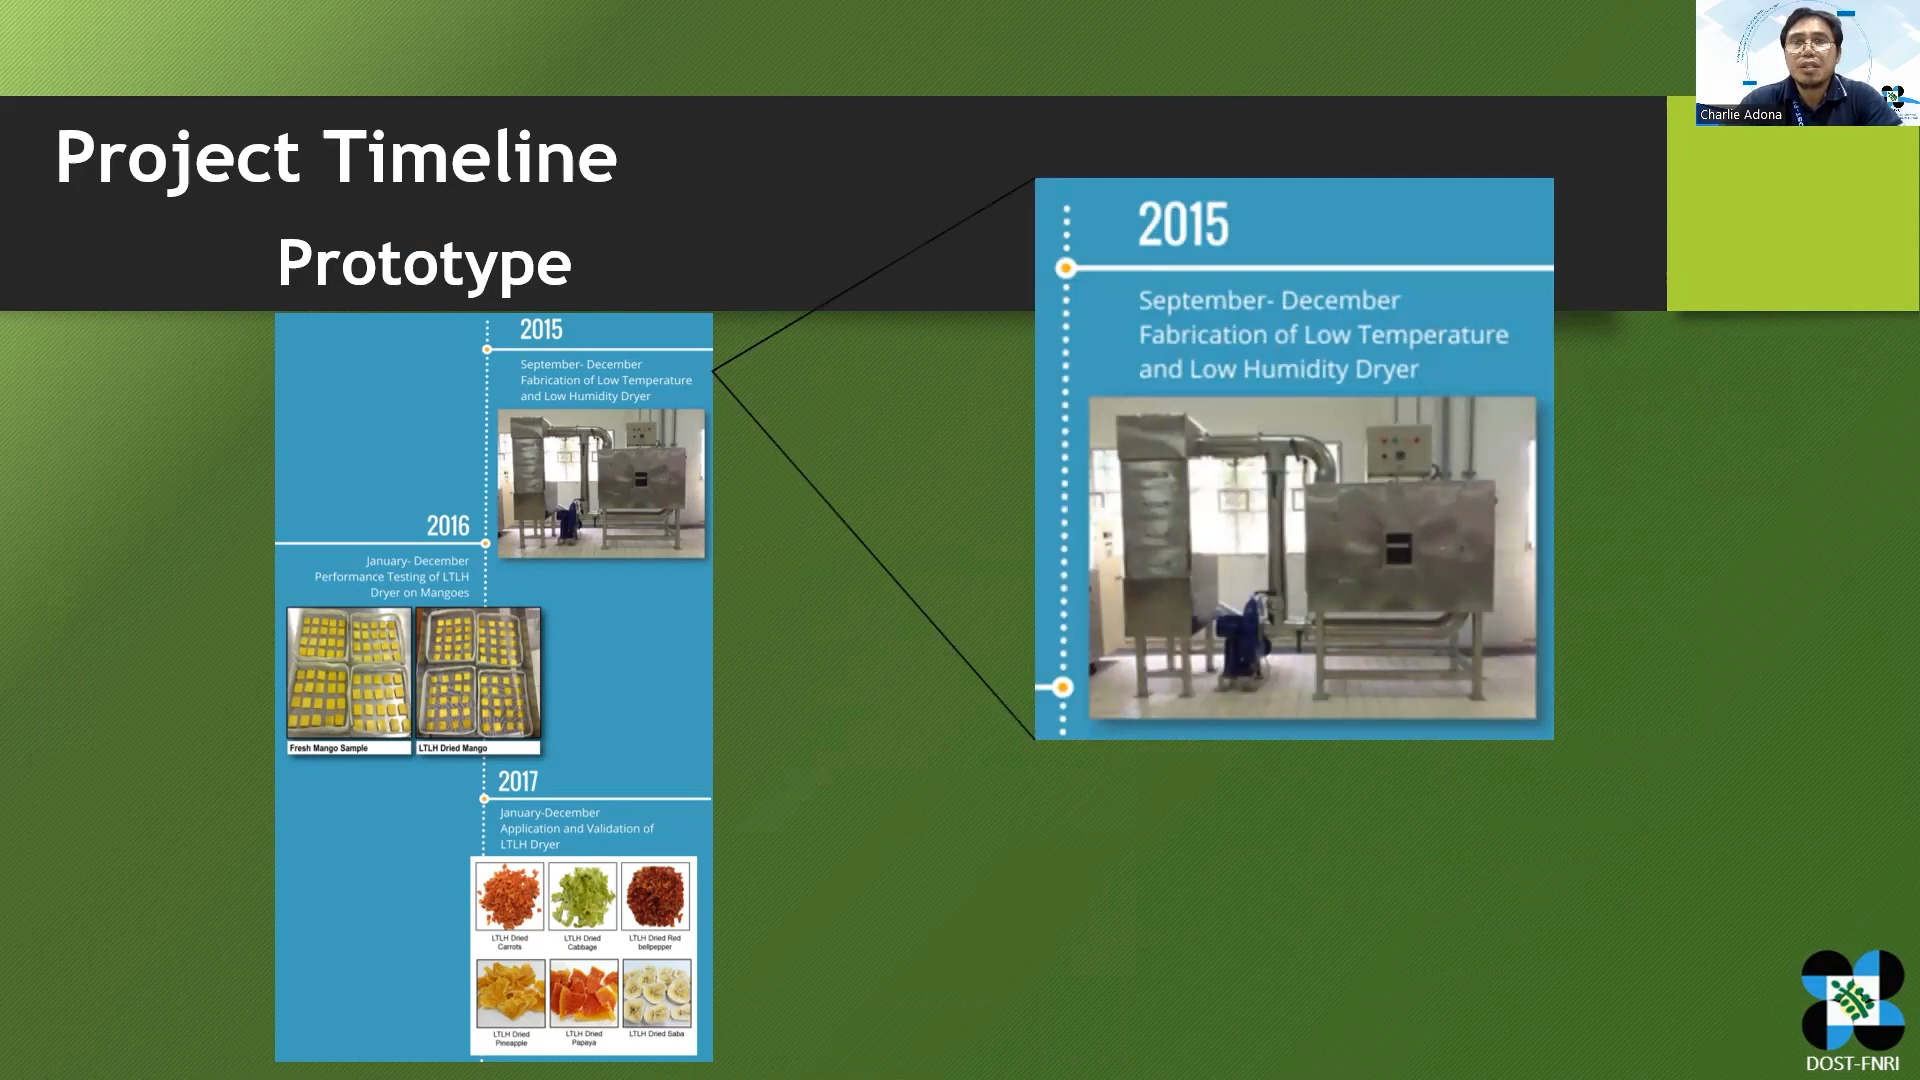 Charlie Adona
Project Timeline
Prototype
2015
September- December
Fabrication of Low Temperature
and Low Humidity Dryer
2016
January- December
Performance Testing of LTLH
Dryer on Mangoes
Fresh Mango Sample
LTLH Dried Mango
2017
January-December
Application and Validation of
LTLH Dryer
LTLH Dried
Carrots
LTLH Dried
Cabbage
LTLH Dried Red
bellpepper
LTLH Dried
Pineapple
LTLH Dried
Papaya
LTLH Dried Saba
2015
September- December
Fabrication of Low Temperature
and Low Humidity Dryer
DOST-FNRI